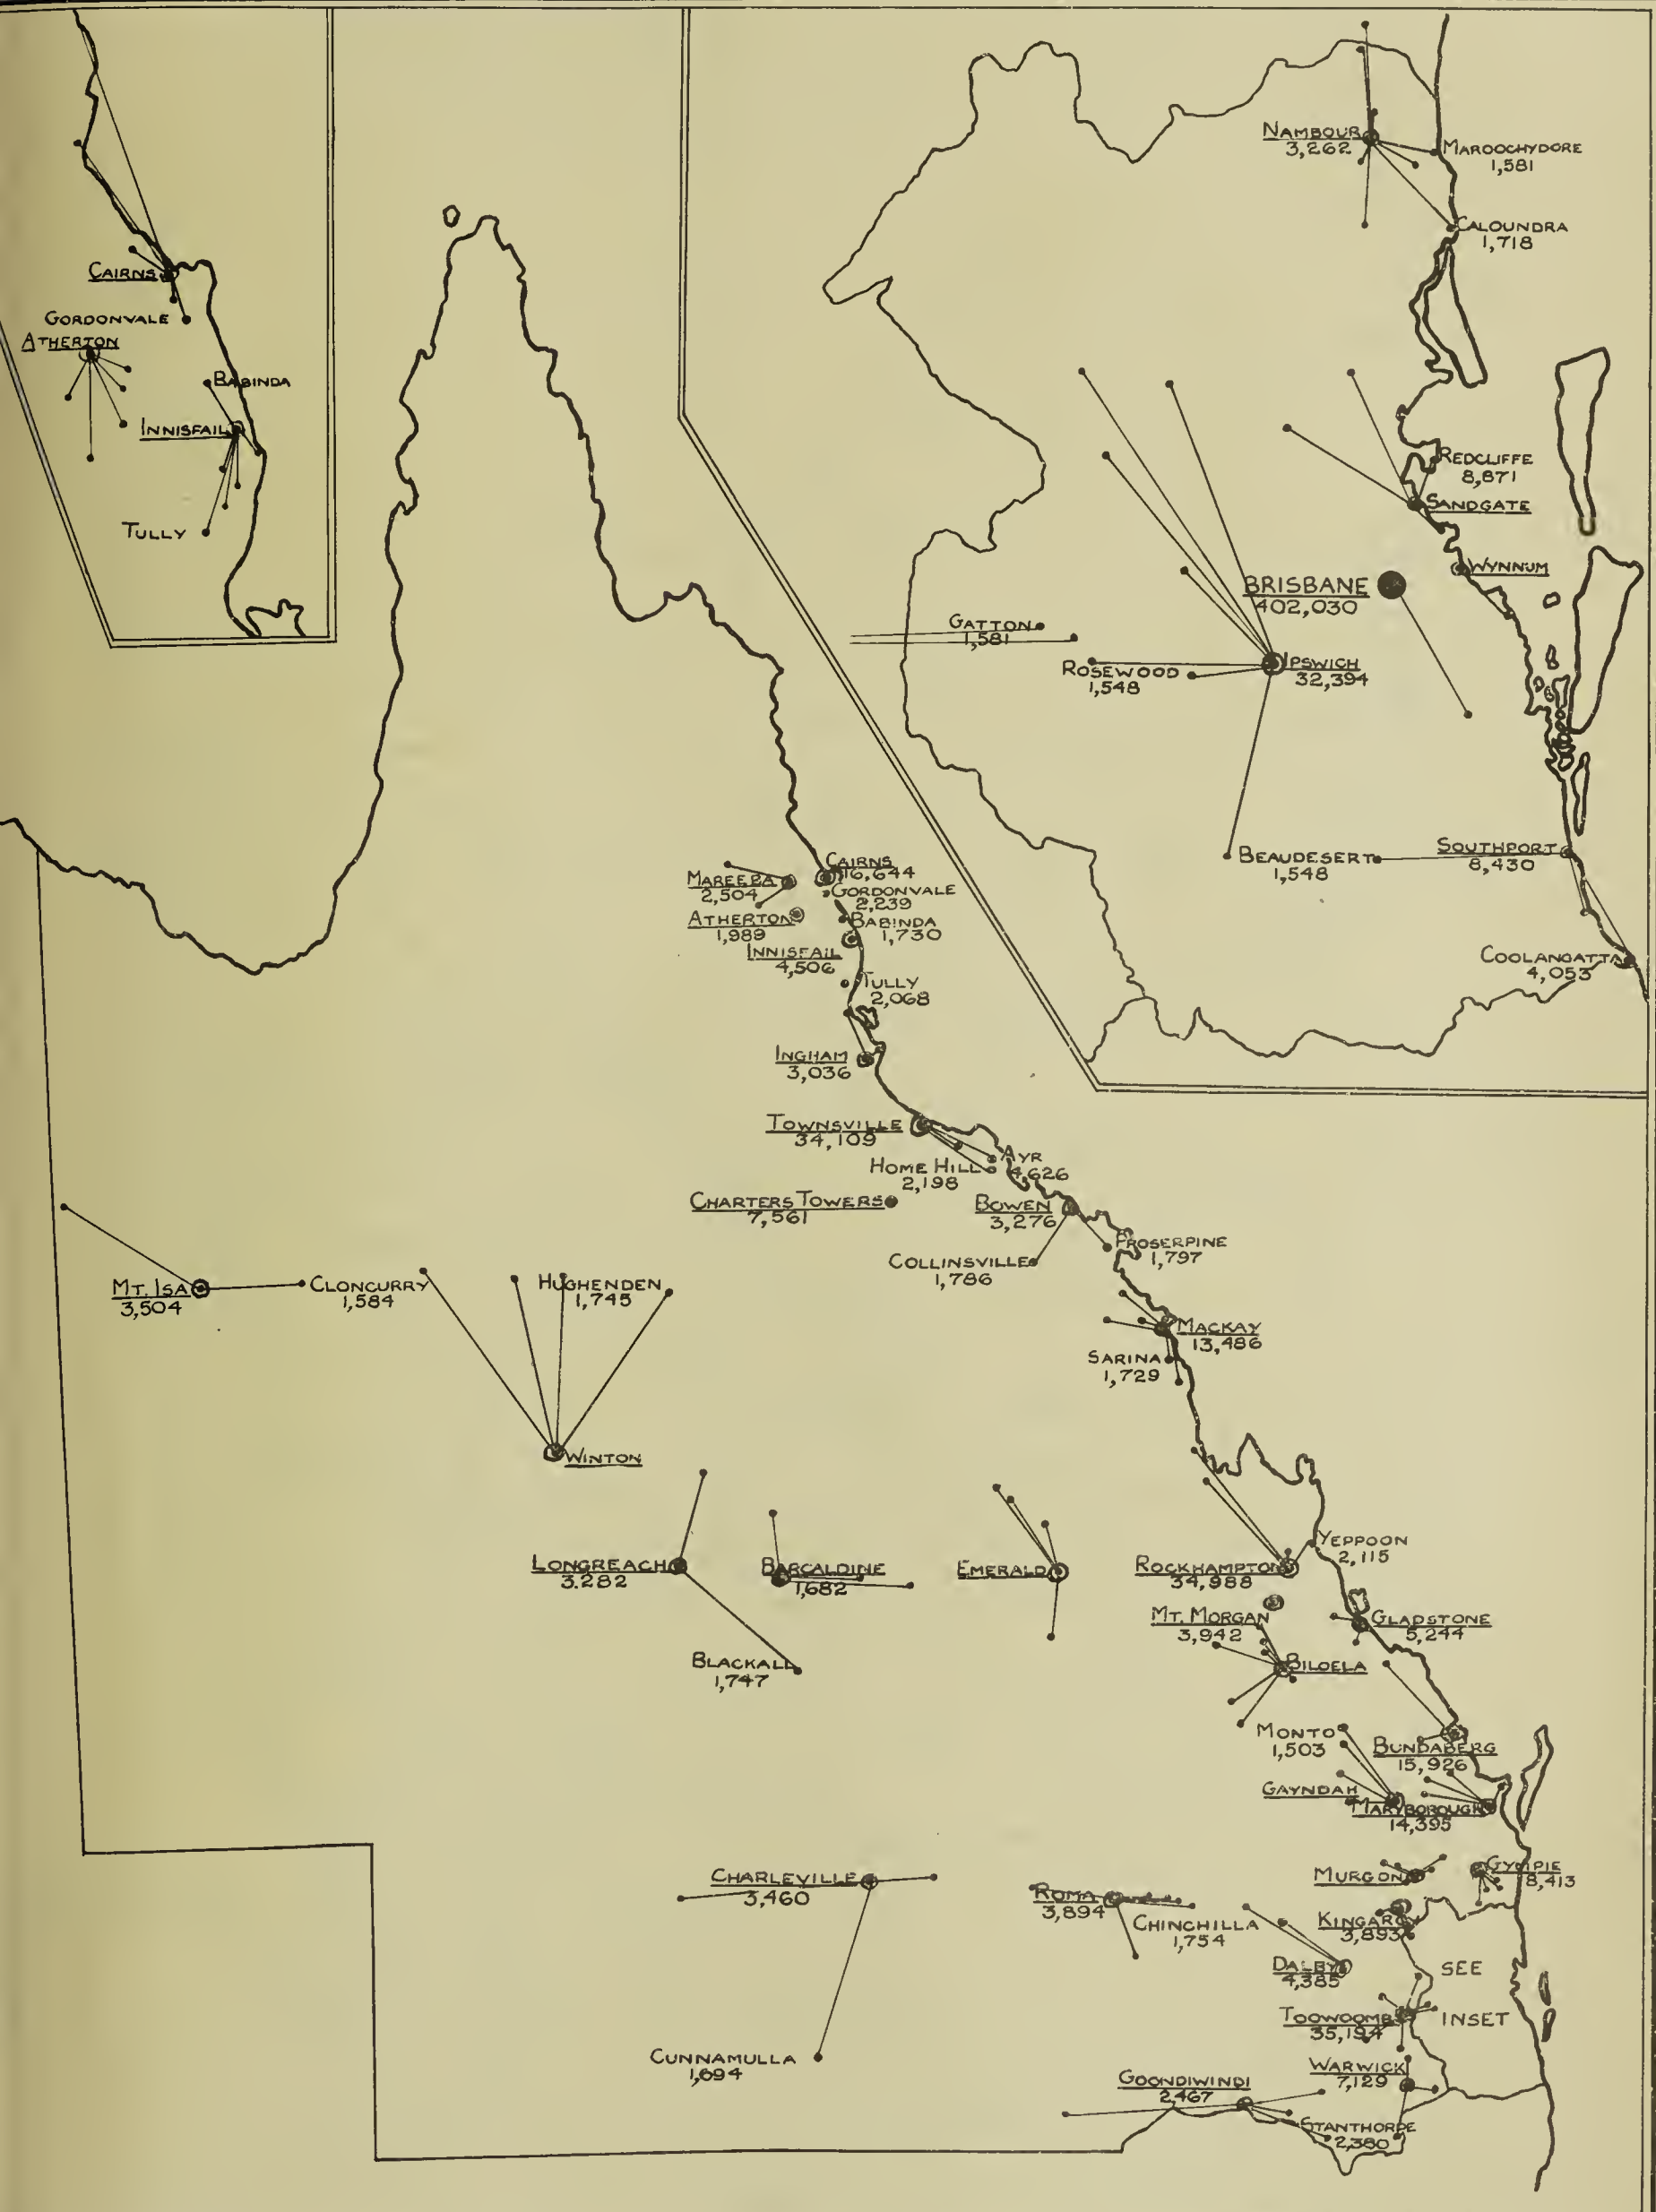 CAIRNS
GORDONVALE
ATHERTON
BABINDA
INNISFAIL
TULLY
NAMBOUR
3,262
MAROOCHYDORE
1,581
CALOUNDRA
1,718
REDCLIFFE
8,871
SANDGATE
WYNNUM
BRISBANE
402,030
GATTON
1,581
ROSEWOOD
1,548
IPSWICH
32,394
BEAUDESERT
1,548
SOUTHPORT
8,430
COOLANGATTA
4,053
CAIRNS
16,644
MAREEBA
2,504
GORDONVALE
2,239
ATHERTON
1,989
BABINDA
1,730
INNISFAIL
4,506
TULLY
2,068
INGHAM
3,036
TOWNSVILLE
34,109
AYR
4,626
HOME HILL
2,198
CHARTERS TOWERS
7,561
BOWEN
3,276
PROSERPINE
1,797
COLLINSVILLE
1,786
MT. ISA
3,504
CLONCURRY
1,584
HUGHENDEN
1,745
MACKAY
13,486
SARINA
1,729
WINTON
LONGREACH
3,282
BARCALDINE
1,682
EMERALD
ROCKHAMPTON
34,988
YEPPOON
2,115
MT. MORGAN
3,942
GLADSTONE
5,244
BLACKALL
1,747
BILOELA
MONTO
1,503
BUNDABERG
15,926
GAYNDAH
MARYBOROUGH
14,395
CHARLEVILLE
3,460
MURGON
GYMPIE
8,413
ROMA
3,894
CHINCHILLA
1,754
KINGAROY
3,893
DALBY
4,385
SEE
INSET
TOOWOOMBA
35,194
CUNNAMULLA
1,694
WARWICK
7,129
GOONDIWINDI
2,467
STANTHORPE
2,380